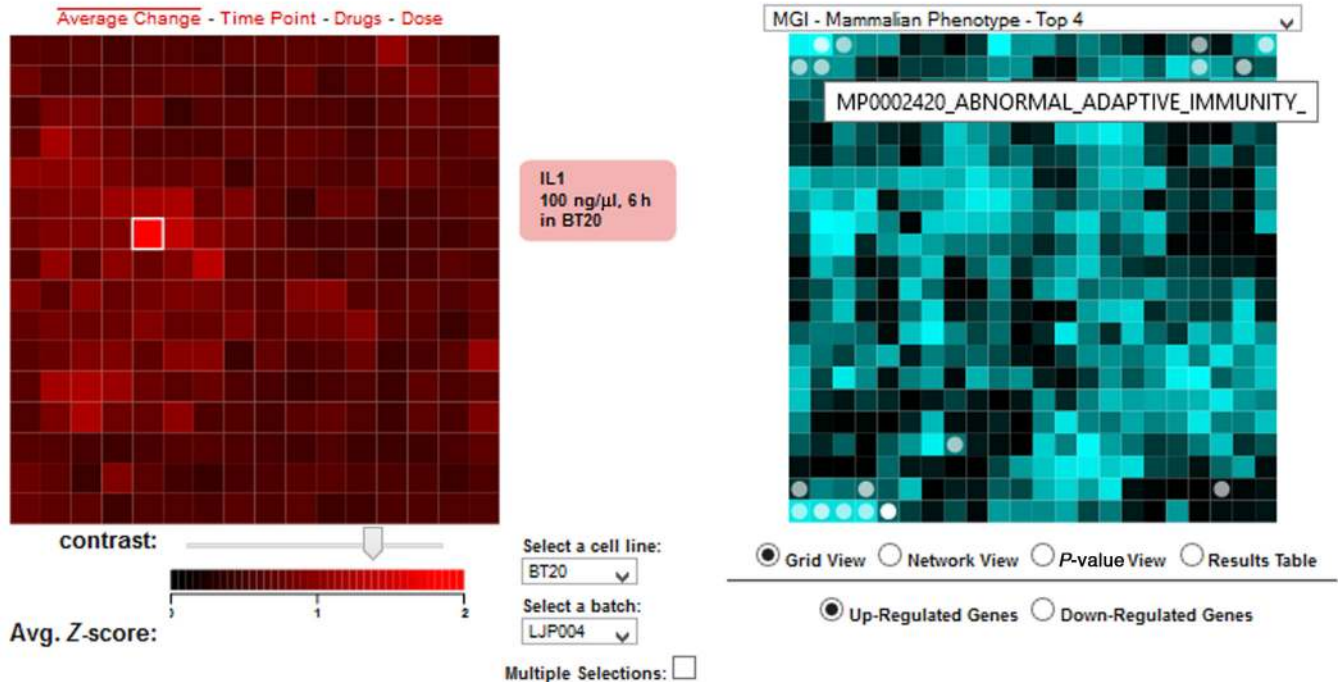 Average Change - Time Point - Drugs - Dose
MGI - Mammalian Phenotype - Top 4
MP0002420_ABNORMAL_ADAPTIVE_IMMUNITY_
IL1
100 ng/µl, 6 h
in BT20
contrast:
0 1 2
Avg. Z-score:
Select a cell line:
BT20
Select a batch:
LJP004
Multiple Selections:
Grid View Network View P-value View Results Table
Up-Regulated Genes Down-Regulated Genes